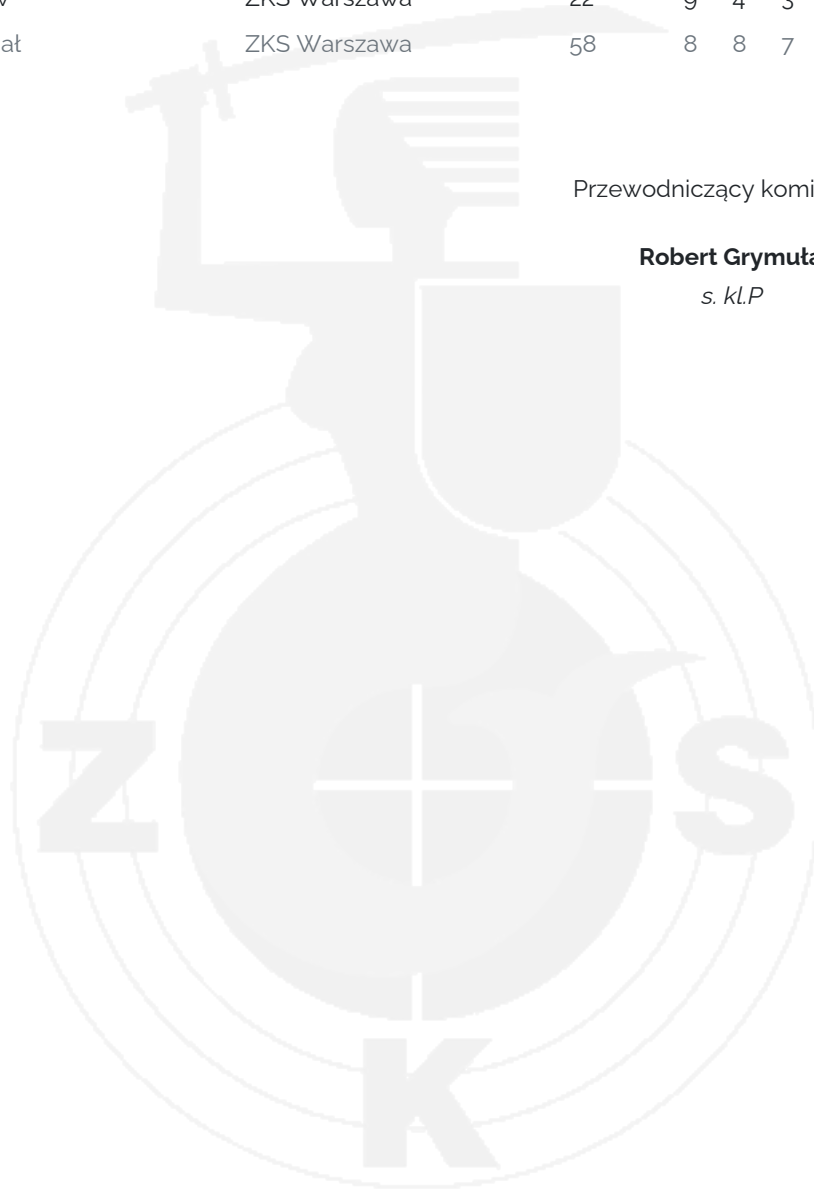 ZKS Warszawa 22 9 4 3
ał ZKS Warszawa 58 8 8 7
Przewodniczący komi
Robert Grymuła
s. kl.P
Z S
K